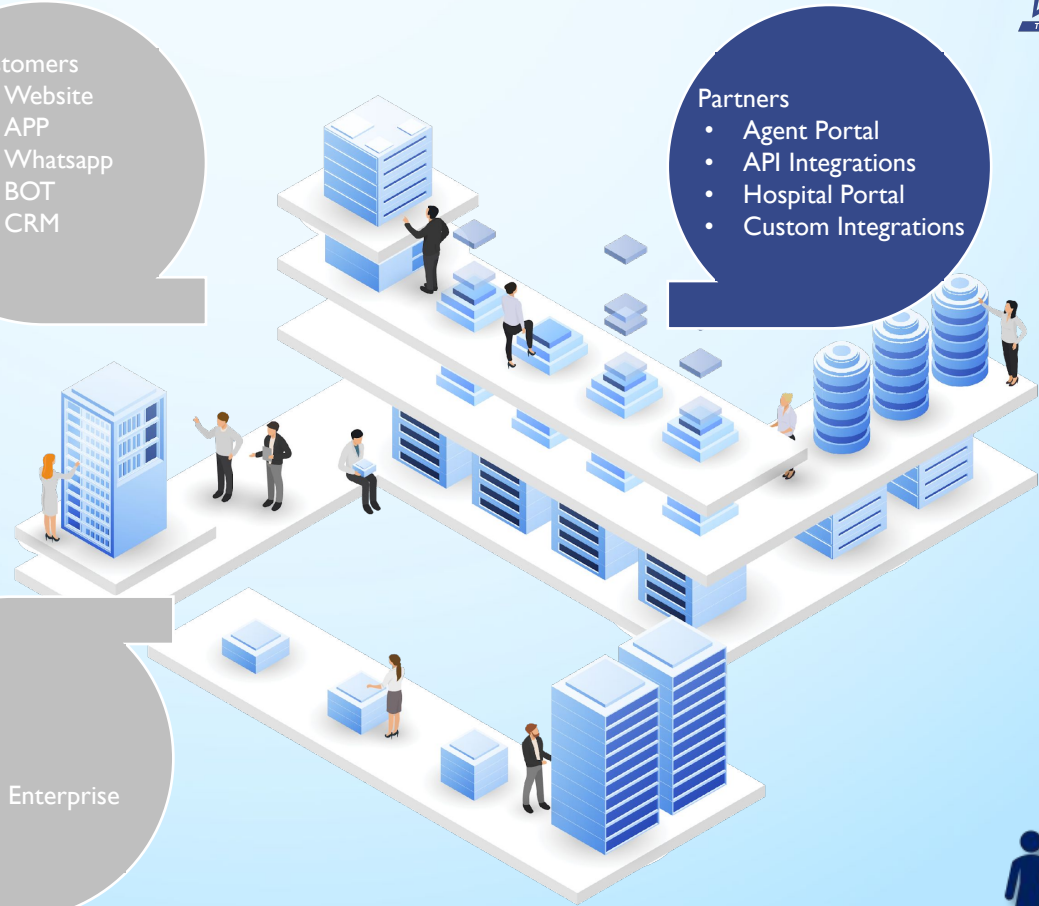 tomers
Website
APP
Whatsapp
BOT
CRM
Partners
• Agent Portal
• API Integrations
• Hospital Portal
• Custom Integrations
Enterprise